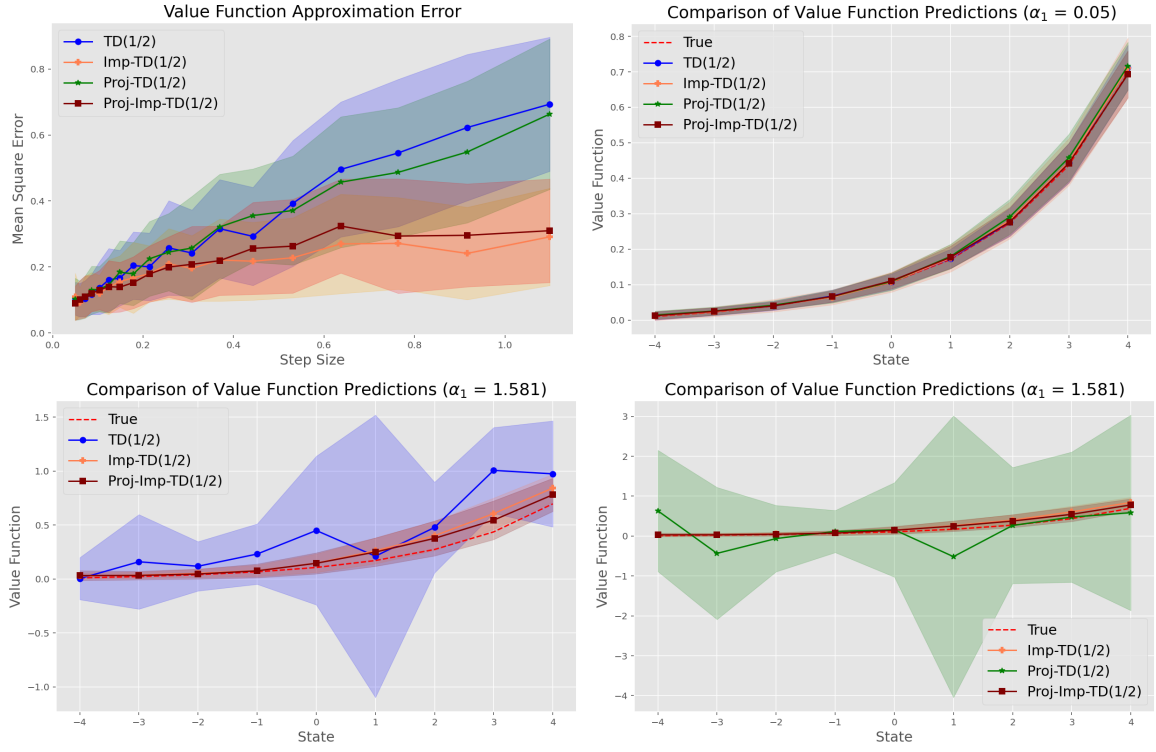 Value Function Approximation Error
TD(1/2)
Imp-TD(1/2)
Proj-TD(1/2)
Proj-Imp-TD(1/2)
Mean Square Error
0.8
0.6
0.4
0.2
0.0
0.0 0.2 0.4 0.6 0.8 1.0
Step Size
Comparison of Value Function Predictions (α₁ = 0.05)
True
TD(1/2)
Imp-TD(1/2)
Proj-TD(1/2)
Proj-Imp-TD(1/2)
Value Function
0.8
0.7
0.6
0.5
0.4
0.3
0.2
0.1
0.0
−4 −3 −2 −1 0 1 2 3 4
State
Comparison of Value Function Predictions (α₁ = 1.581)
True
TD(1/2)
Imp-TD(1/2)
Proj-Imp-TD(1/2)
Value Function
1.5
1.0
0.5
0.0
−0.5
−1.0
−4 −3 −2 −1 0 1 2 3 4
State
Comparison of Value Function Predictions (α₁ = 1.581)
Value Function
3
2
1
0
−1
−2
−3
−4
True
Imp-TD(1/2)
Proj-TD(1/2)
Proj-Imp-TD(1/2)
−4 −3 −2 −1 0 1 2 3 4
State